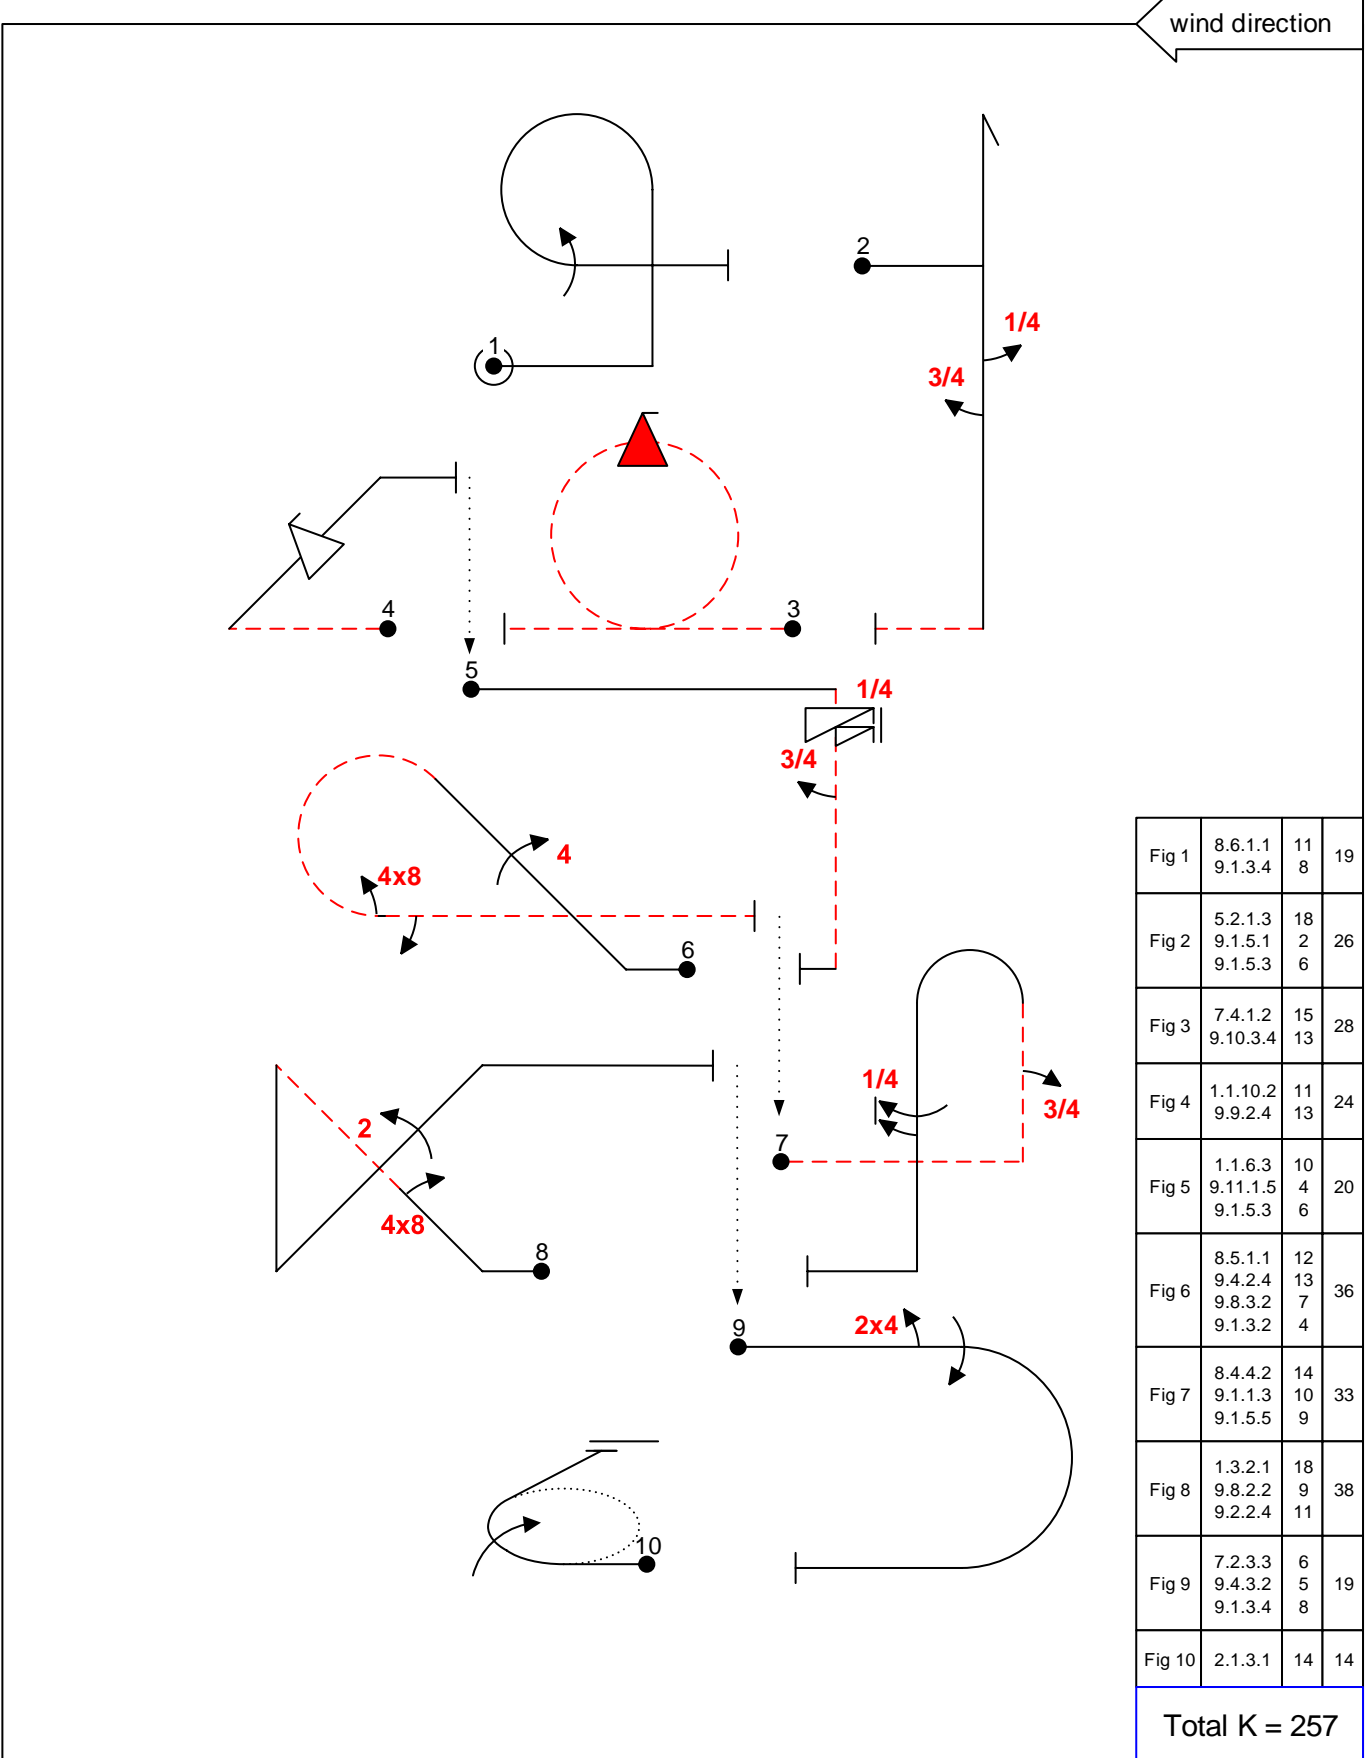 wind direction
1
2
1/4
3/4
4
3
5
1/4
3/4
4
4x8
6
1/4
3/4
7
2
4x8
8
9
2x4
10
Fig 1 8.6.1.1 11 19
9.1.3.4 8
Fig 2 5.2.1.3 18 26
9.1.5.1 2
9.1.5.3 6
Fig 3 7.4.1.2 15 28
9.10.3.4 13
Fig 4 1.1.10.2 11 24
9.9.2.4 13
Fig 5 1.1.6.3 10 20
9.11.1.5 4
9.1.5.3 6
Fig 6 8.5.1.1 12 36
9.4.2.4 13
9.8.3.2 7
9.1.3.2 4
Fig 7 8.4.4.2 14 33
9.1.1.3 10
9.1.5.5 9
Fig 8 1.3.2.1 18 38
9.8.2.2 9
9.2.2.4 11
Fig 9 7.2.3.3 6 19
9.4.3.2 5
9.1.3.4 8
Fig 10 2.1.3.1 14 14
Total K = 257